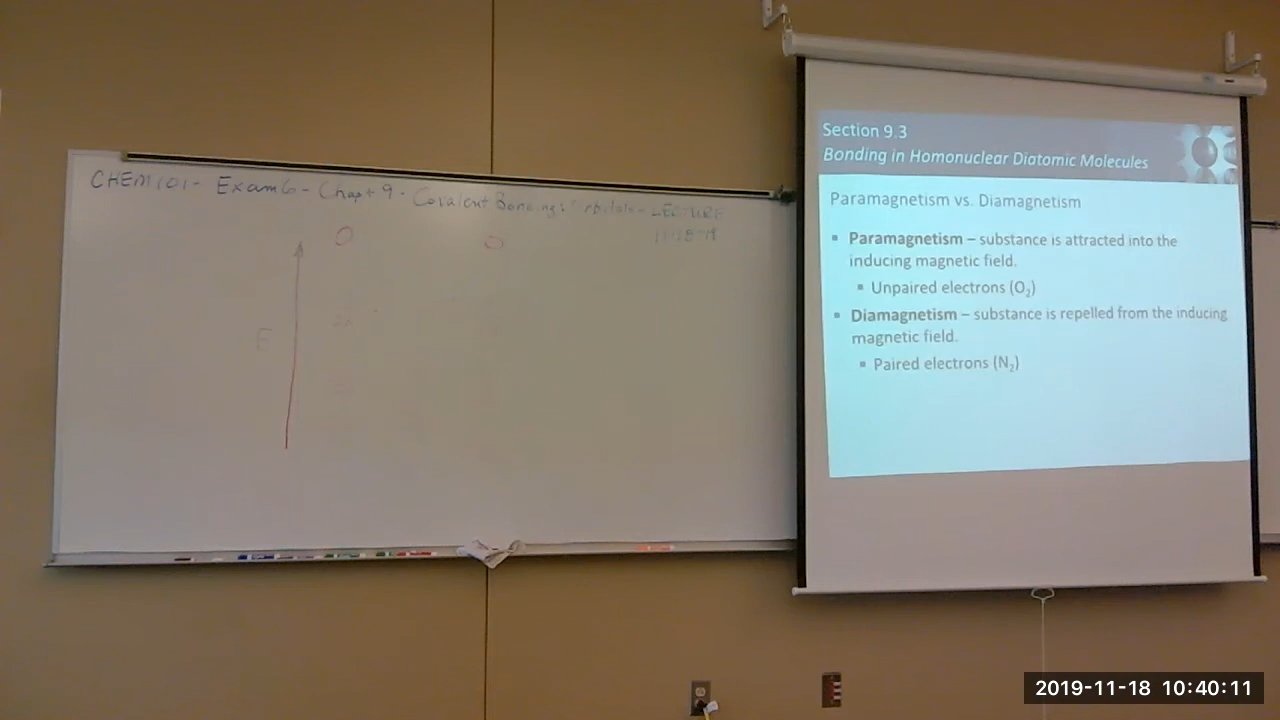 CHEM 101 - Exam 6 - Chapt 9 - Covalent Bonding: LECTURE
11-18-19
O
O
E
Section 9.3
Bonding in Homonuclear Diatomic Molecules
Paramagnetism vs. Diamagnetism
▪ Paramagnetism – substance is attracted into the
inducing magnetic field.
▪ Unpaired electrons (O₂)
▪ Diamagnetism – substance is repelled from the inducing
magnetic field.
▪ Paired electrons (N₂)
2019-11-18 10:40:11